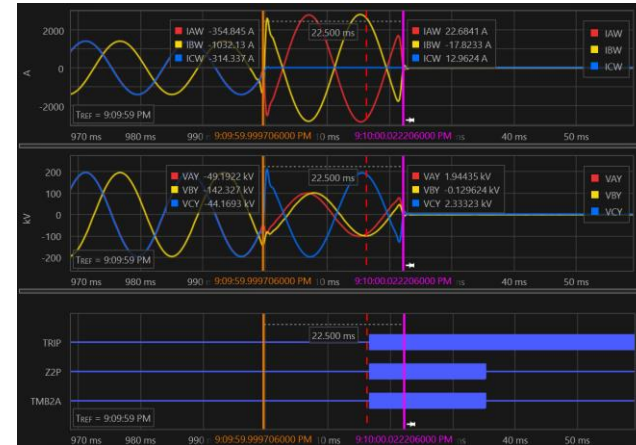 2000
0
-2000
A
IAW -354.845 A
IBW -1032.13 A
ICW -314.337 A
22.500 ms
IAW 22.6841 A
IBW -17.8233 A
ICW 12.9624 A
IAW
IBW
ICW
TREF = 9:09:59 PM
970 ms 980 ms 990 9:09:59.999706000 PM 0 ms 9:10:00.022206000 PM ms 40 ms 50 ms
200
100
0
-100
-200
kV
VAY -49.1922 kV
VBY -142.327 kV
VCY -44.1693 kV
22.500 ms
VAY 1.94435 kV
VBY -0.129624 kV
VCY 2.33323 kV
VAY
VBY
VCY
TREF = 9:09:59 PM
970 ms 980 ms 990 9:09:59.999706000 PM 0 ms 9:10:00.022206000 PM ms 40 ms 50 ms
22.500 ms
TRIP
Z2P
TMB2A
TREF = 9:09:59 PM
970 ms 980 ms 990 9:09:59.999706000 PM 0 ms 9:10:00.022206000 PM ms 40 ms 50 ms